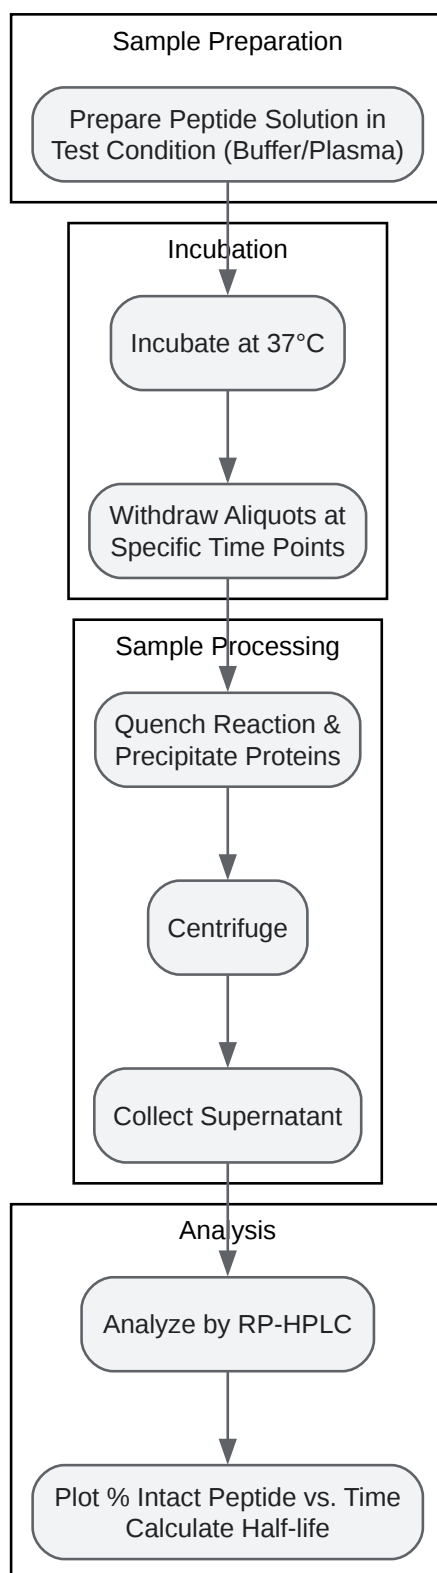 Sample Preparation
Prepare Peptide Solution in
Test Condition (Buffer/Plasma)
Incubation
Incubate at 37°C
Withdraw Aliquots at
Specific Time Points
Sample Processing
Quench Reaction &
Precipitate Proteins
Centrifuge
Collect Supernatant
Analysis
Analyze by RP-HPLC
Plot % Intact Peptide vs. Time
Calculate Half-life